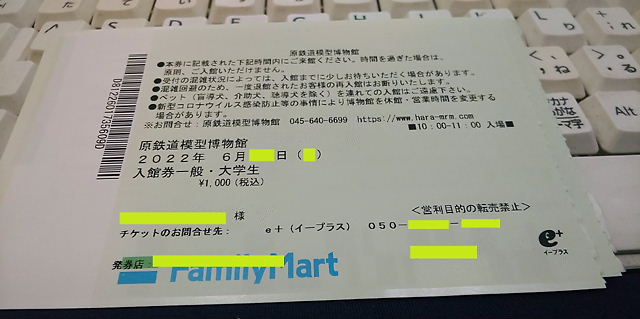 原鉄道模型博物館
●本券に記載された下記時間内にご来館ください。時間を過ぎた場合は、
原則、ご入館いただけません。
●受付の混雑状況によっては、入館までに少しお待ちいただく場合があります。
●混雑回避のため、一度退館されたお客様の再入館はお断りいたします。
●ペット（盲導犬、介助犬、聴導犬を除く）を連れての入館はご遠慮下さい。
●新型コロナウイルス感染防止等の事情により博物館を休館・営業時間を変更する
場合があります。
※お問合せ：原鉄道模型博物館 045-640-6699 https://www.hara-mrm.com
■10:00-11:00 入場■
原鉄道模型博物館
2022年 6月 日（ ）
入館券一般・大学生
¥1,000(税込)
様 ＜営利目的の転売禁止＞
チケットのお問合せ先： e+（イープラス） 050- -
発券店：
FamilyMart
e+
イープラス